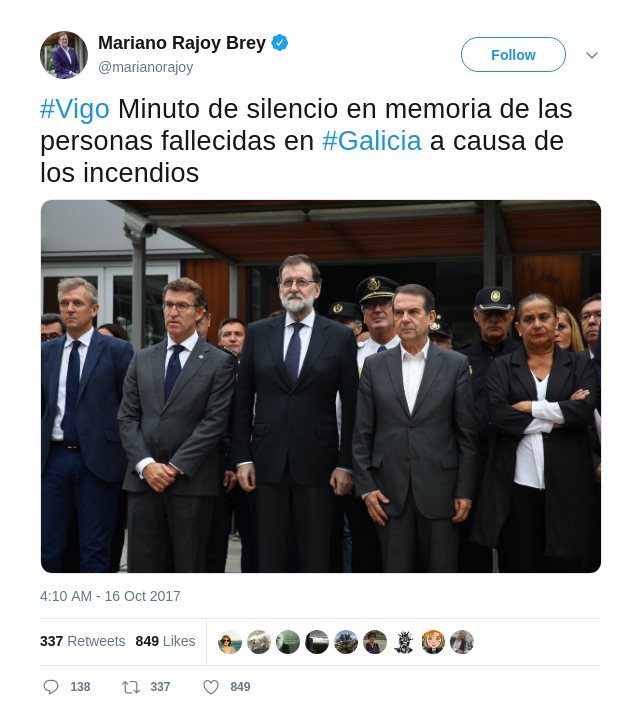 Mariano Rajoy Brey
@marianorajoy
Follow
#Vigo Minuto de silencio en memoria de las
personas fallecidas en #Galicia a causa de
los incendios
4:10 AM - 16 Oct 2017
337 Retweets 849 Likes
138 337 849